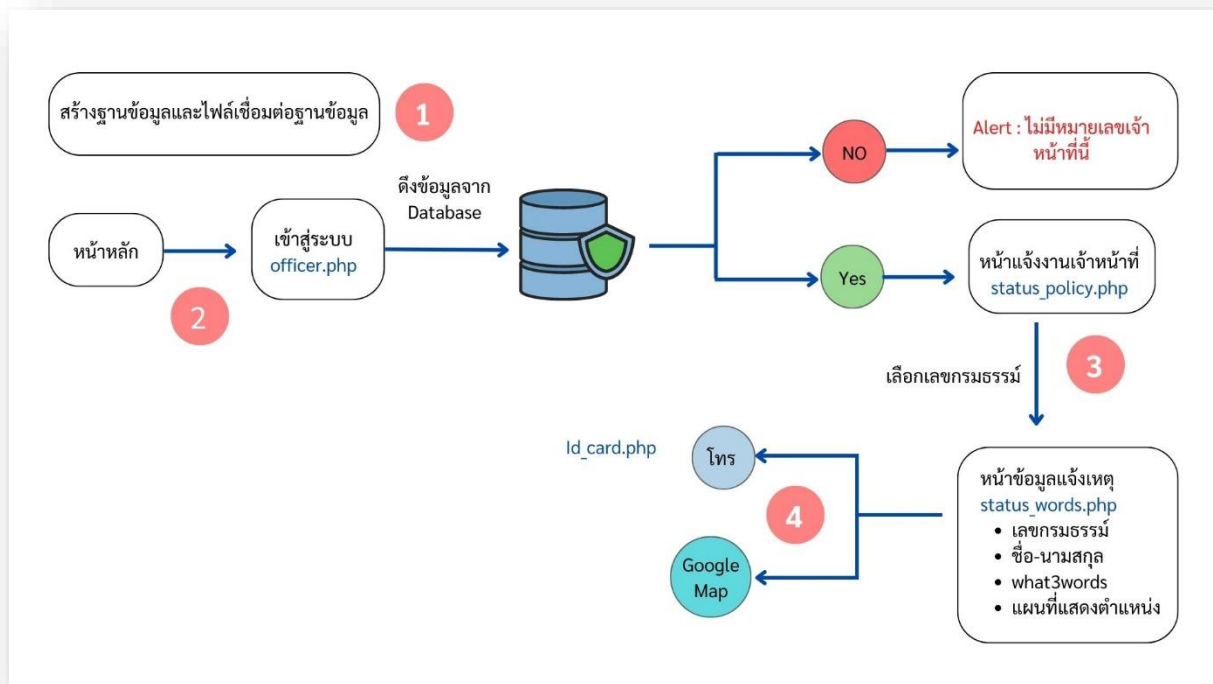 สร้างฐานข้อมูลและไฟล์เชื่อมต่อฐานข้อมูล
1
หน้าหลัก
2
เข้าสู่ระบบ
officer.php
ดึงข้อมูลจาก
Database
NO
Alert : ไม่มีหมายเลขเจ้า
หน้าที่นี้
Yes
หน้าแจ้งงานเจ้าหน้าที่
status_policy.php
เลือกเลขกรมธรรม์
3
หน้าข้อมูลแจ้งเหตุ
status_words.php
• เลขกรมธรรม์
• ชื่อ-นามสกุล
• what3words
• แผนที่แสดงตำแหน่ง
4
Id_card.php
โทร
Google
Map